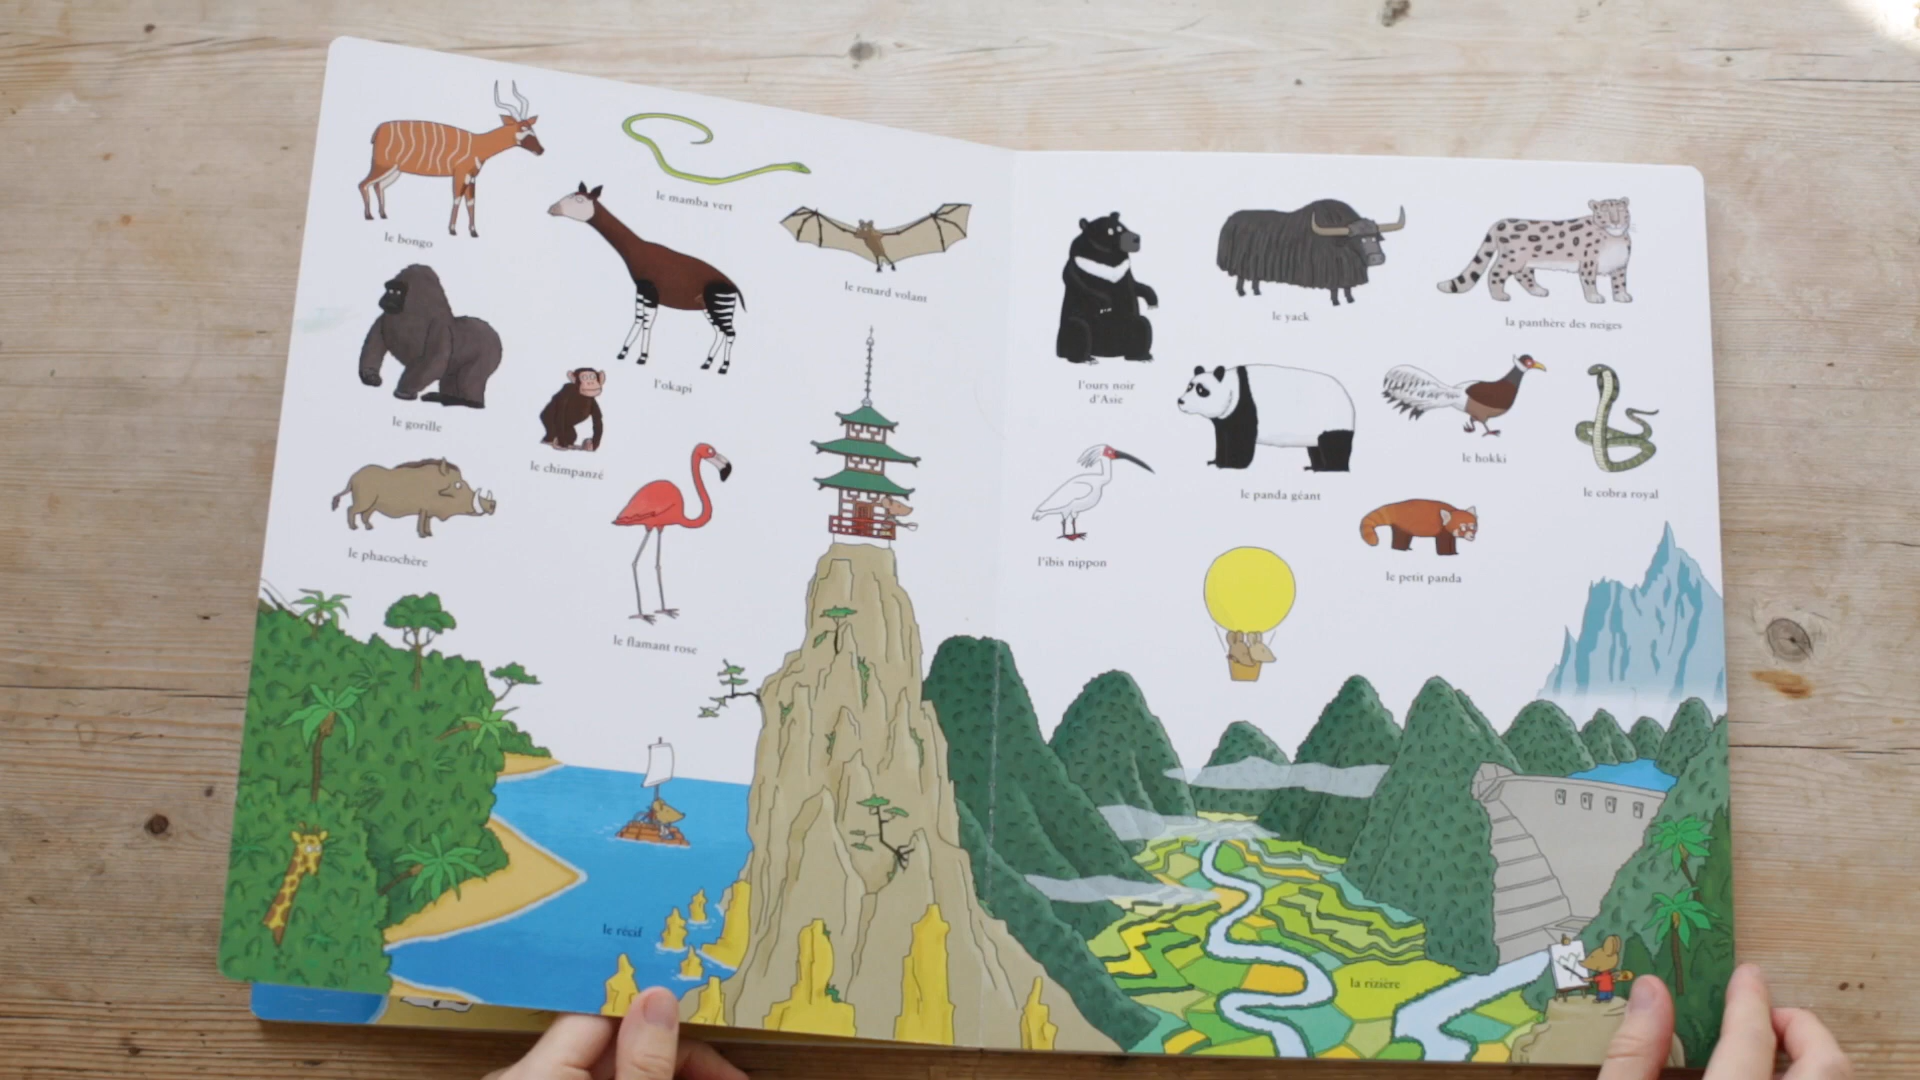 le bongo
le mamba vert
le renard volant
l'okapi
le gorille
le chimpanzé
le phacochère
le flamant rose
le récif
l'ours noir
d'Asie
le yack
la panthère des neiges
le panda géant
le hokki
le cobra royal
l'ibis nippon
le petit panda
la rizière